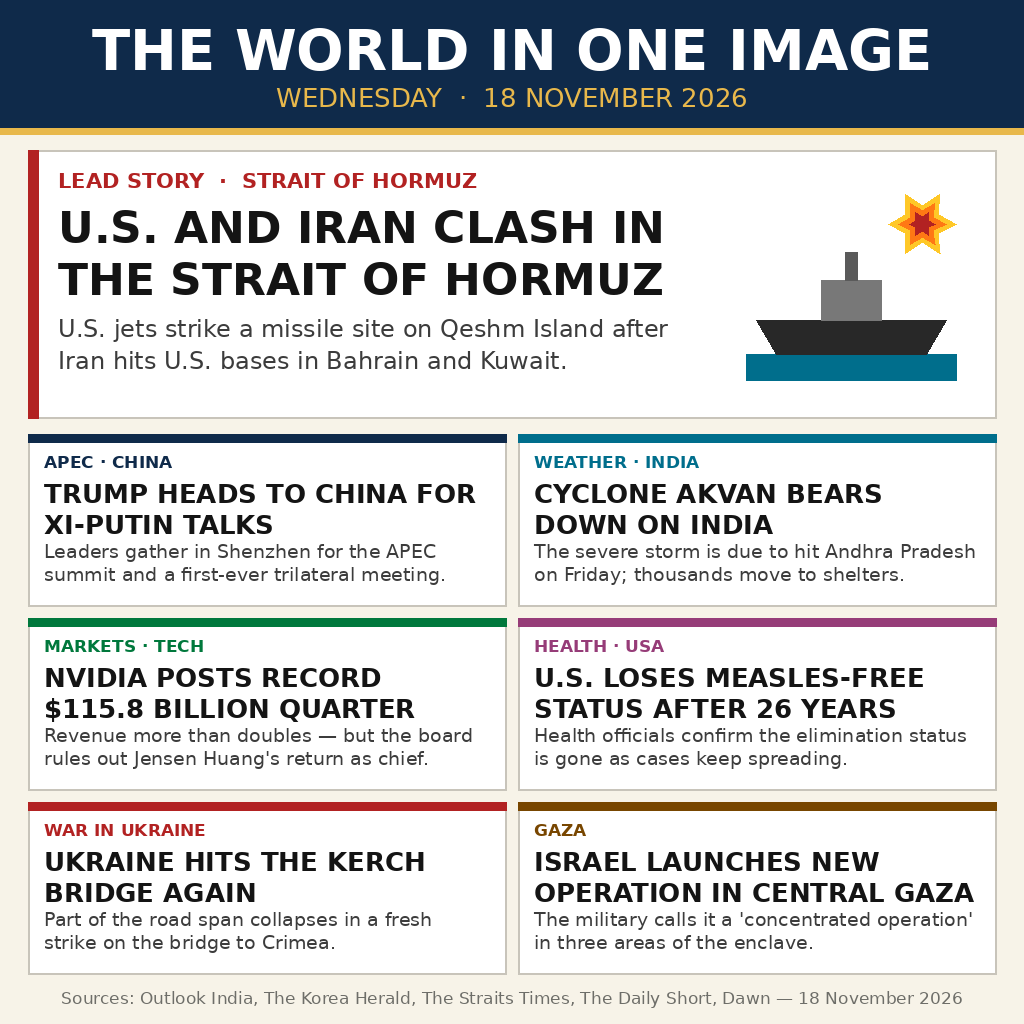 THE WORLD IN ONE IMAGE
WEDNESDAY · 18 NOVEMBER 2026
LEAD STORY · STRAIT OF HORMUZ
U.S. AND IRAN CLASH IN
THE STRAIT OF HORMUZ
U.S. jets strike a missile site on Qeshm Island after
Iran hits U.S. bases in Bahrain and Kuwait.
APEC · CHINA
TRUMP HEADS TO CHINA FOR
XI-PUTIN TALKS
Leaders gather in Shenzhen for the APEC
summit and a first-ever trilateral meeting.
WEATHER · INDIA
CYCLONE AKVAN BEARS
DOWN ON INDIA
The severe storm is due to hit Andhra Pradesh
on Friday; thousands move to shelters.
MARKETS · TECH
NVIDIA POSTS RECORD
$115.8 BILLION QUARTER
Revenue more than doubles — but the board
rules out Jensen Huang's return as chief.
HEALTH · USA
U.S. LOSES MEASLES-FREE
STATUS AFTER 26 YEARS
Health officials confirm the elimination status
is gone as cases keep spreading.
WAR IN UKRAINE
UKRAINE HITS THE KERCH
BRIDGE AGAIN
Part of the road span collapses in a fresh
strike on the bridge to Crimea.
GAZA
ISRAEL LAUNCHES NEW
OPERATION IN CENTRAL GAZA
The military calls it a 'concentrated operation'
in three areas of the enclave.
Sources: Outlook India, The Korea Herald, The Straits Times, The Daily Short, Dawn — 18 November 2026